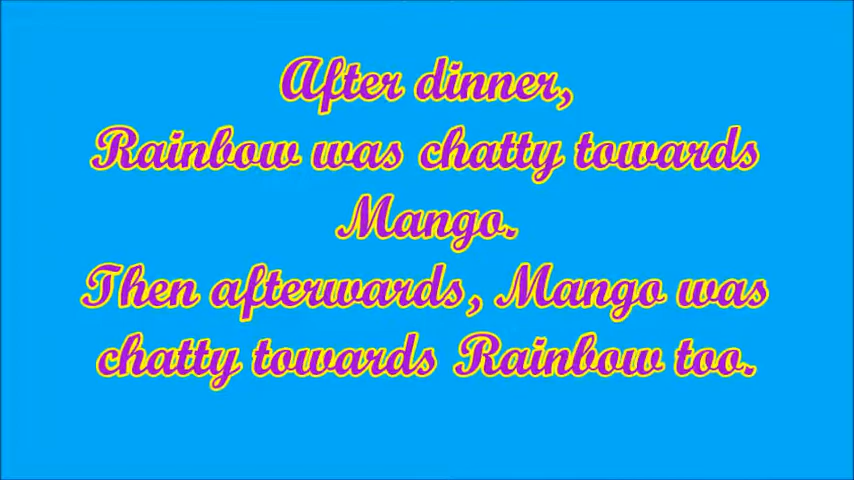 After dinner,
Rainbow was chatty towards
Mango.
Then afterwards, Mango was
chatty towards Rainbow too.